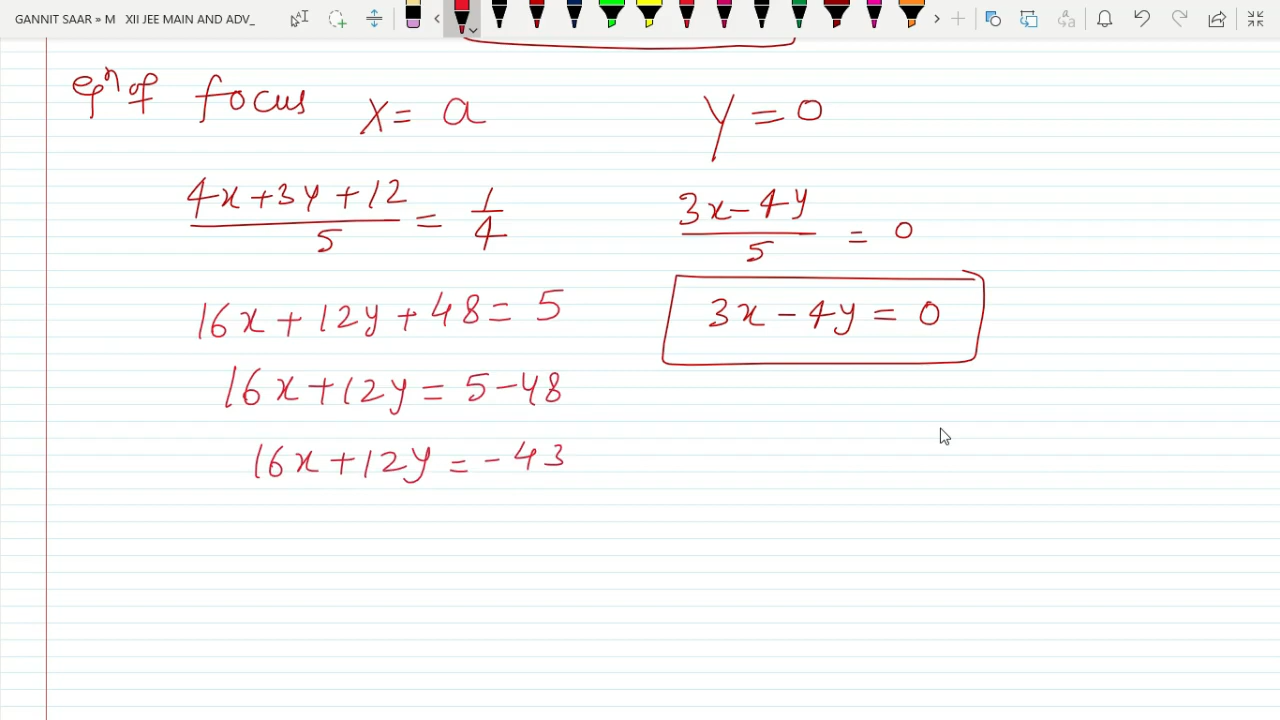 GANNIT SAAR » M XII JEE MAIN AND ADV_
eqⁿ of focus X = a Y = 0
(4x+3y+12)/5 = 1/4 (3x-4y)/5 = 0
16x+12y+48=5 3x-4y=0
16x+12y=5-48
16x+12y=-43